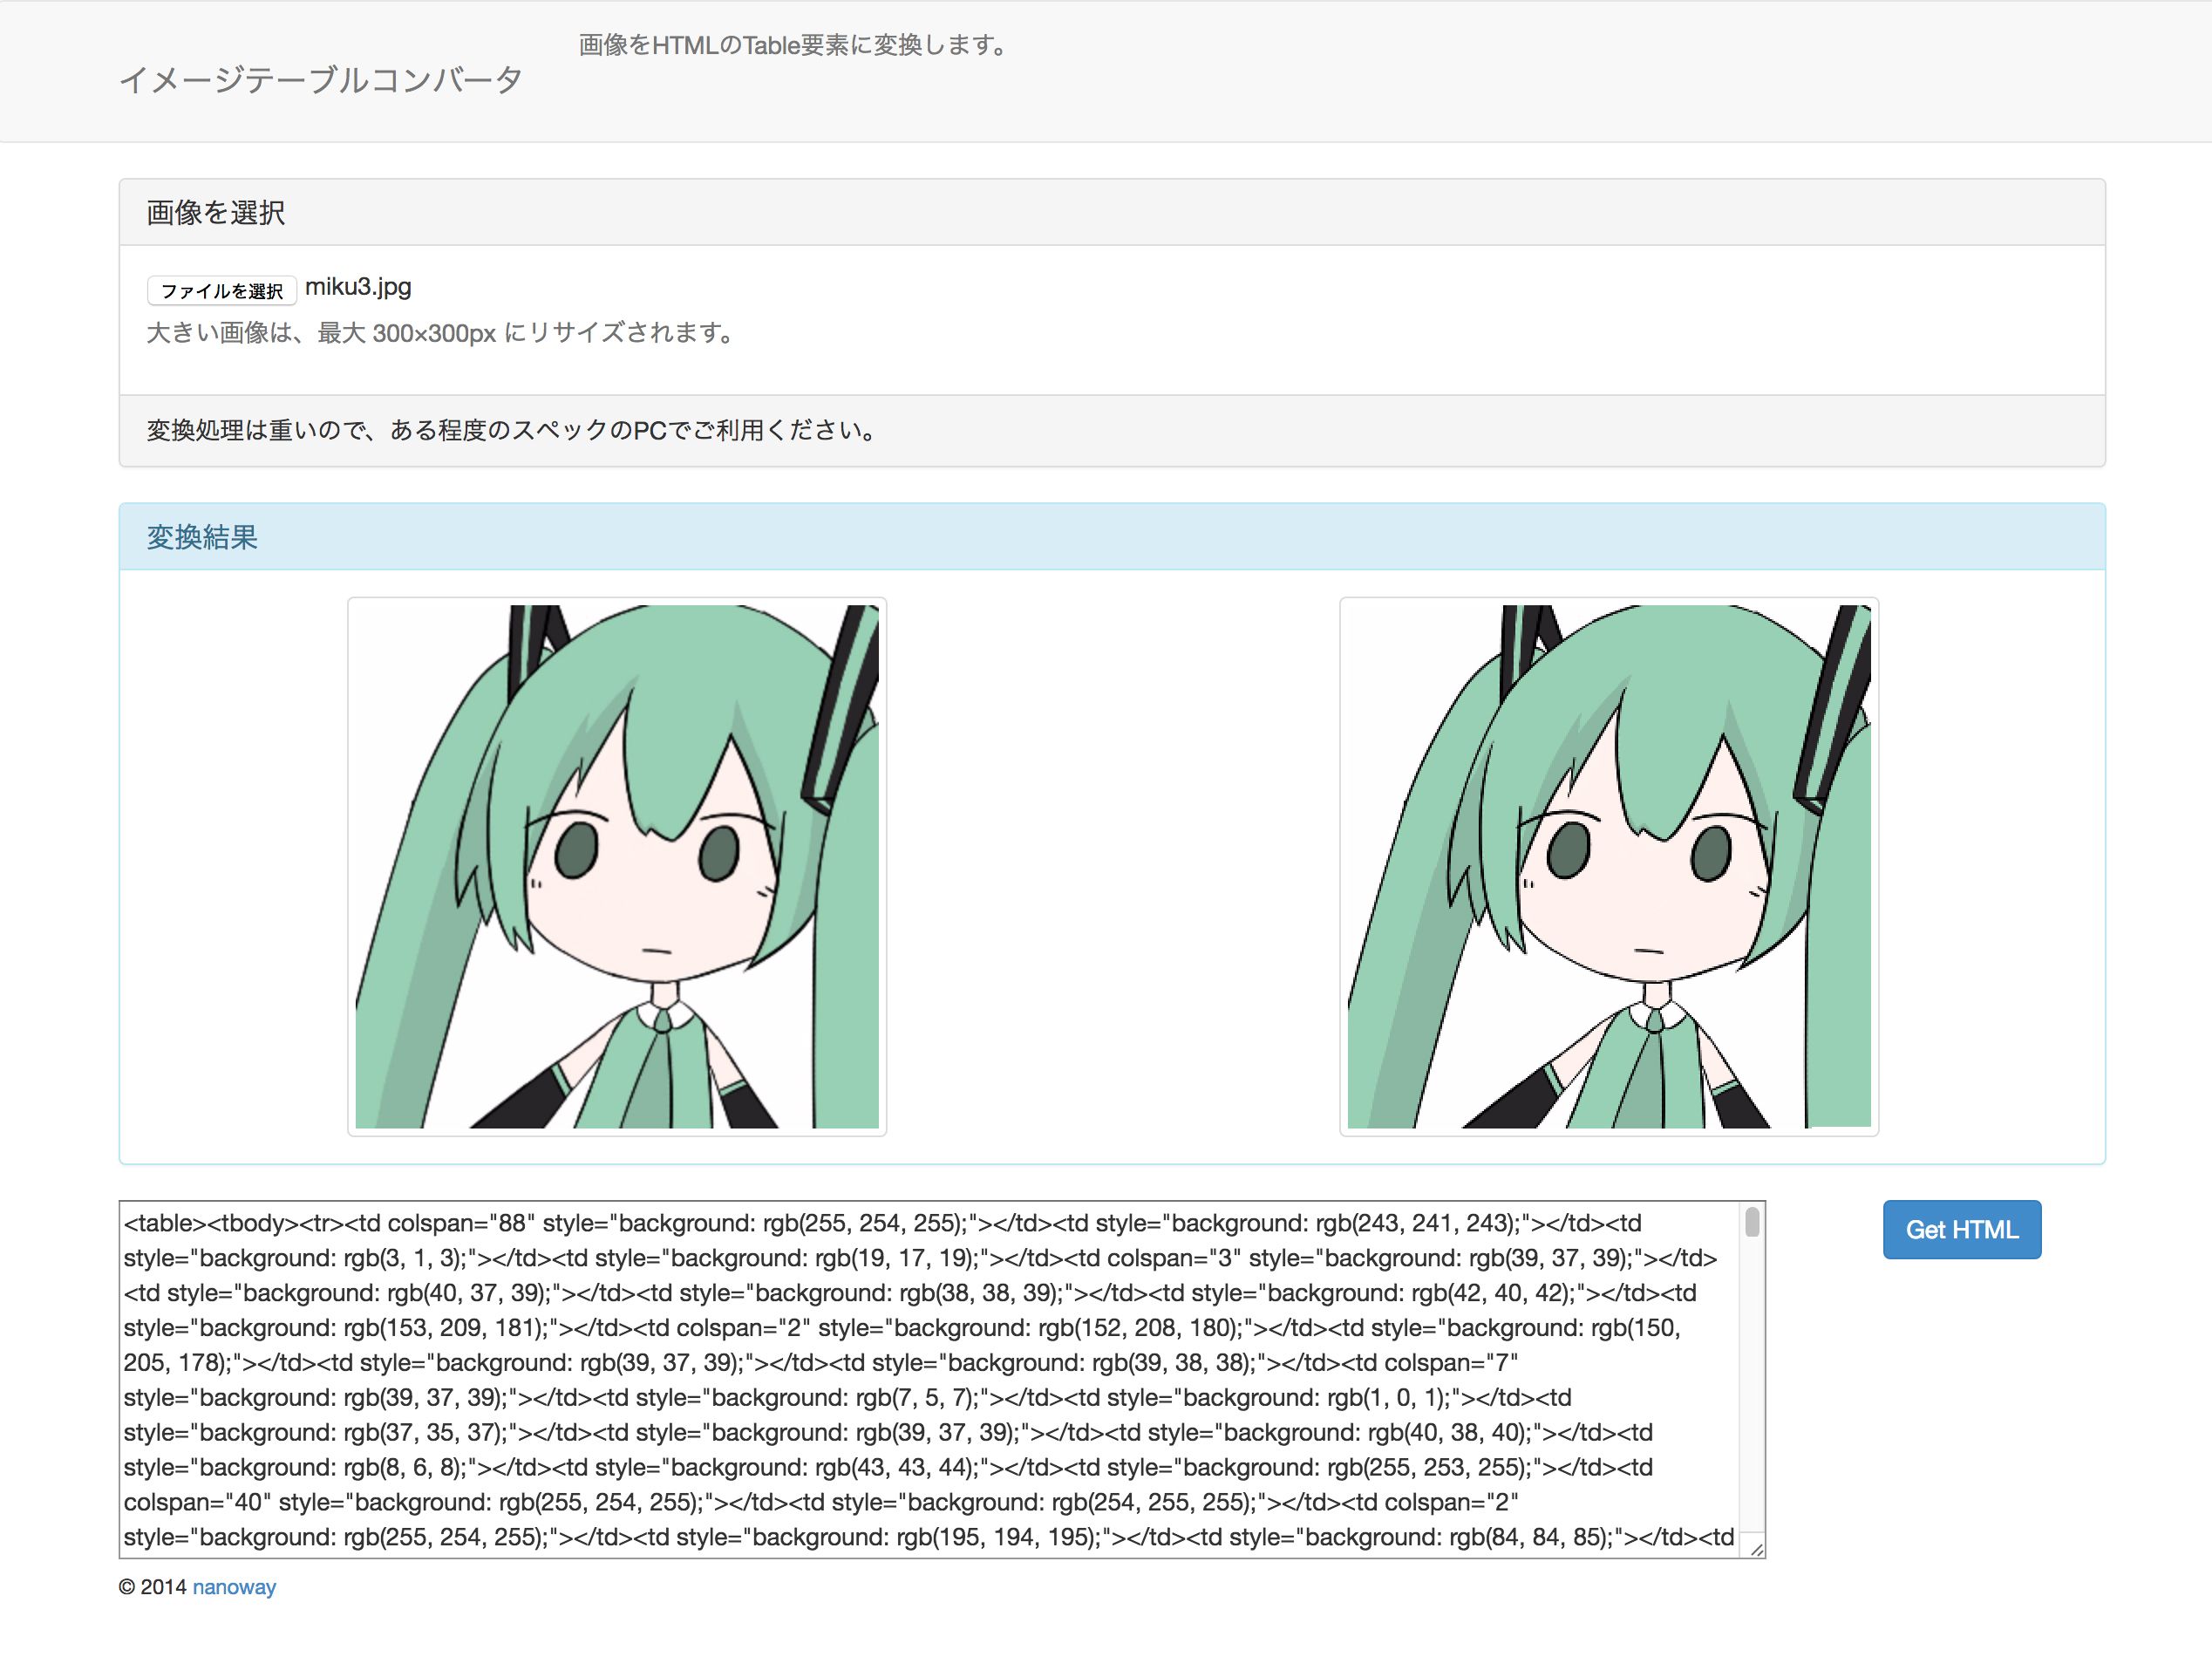 画像をHTMLのTable要素に変換します。
イメージテーブルコンバータ
画像を選択
ファイルを選択 miku3.jpg
大きい画像は、最大 300×300px にリサイズされます。
変換処理は重いので、ある程度のスペックのPCでご利用ください。
変換結果
<table><tbody><tr><td colspan="88" style="background: rgb(255, 254, 255);"></td><td style="background: rgb(243, 241, 243);"></td><td
style="background: rgb(3, 1, 3);"></td><td style="background: rgb(19, 17, 19);"></td><td colspan="3" style="background: rgb(39, 37, 39);"></td>
<td style="background: rgb(40, 37, 39);"></td><td style="background: rgb(38, 38, 39);"></td><td style="background: rgb(42, 40, 42);"></td><td
style="background: rgb(153, 209, 181);"></td><td colspan="2" style="background: rgb(152, 208, 180);"></td><td style="background: rgb(150,
205, 178);"></td><td style="background: rgb(39, 37, 39);"></td><td style="background: rgb(39, 38, 38);"></td><td colspan="7"
style="background: rgb(39, 37, 39);"></td><td style="background: rgb(7, 5, 7);"></td><td style="background: rgb(1, 0, 1);"></td><td
style="background: rgb(37, 35, 37);"></td><td style="background: rgb(39, 37, 39);"></td><td style="background: rgb(40, 38, 40);"></td><td
style="background: rgb(8, 6, 8);"></td><td style="background: rgb(43, 43, 44);"></td><td style="background: rgb(255, 253, 255);"></td><td
colspan="40" style="background: rgb(255, 254, 255);"></td><td style="background: rgb(254, 255, 255);"></td><td colspan="2"
style="background: rgb(255, 254, 255);"></td><td style="background: rgb(195, 194, 195);"></td><td style="background: rgb(84, 84, 85);"></td><td
Get HTML
© 2014 nanoway